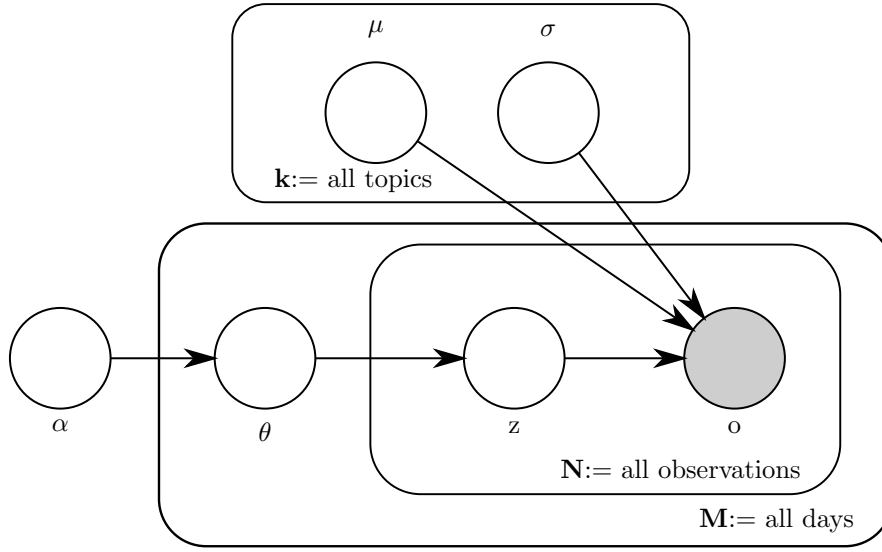 μ
σ
k:= all topics
α
θ
z
o
N:= all observations
M:= all days